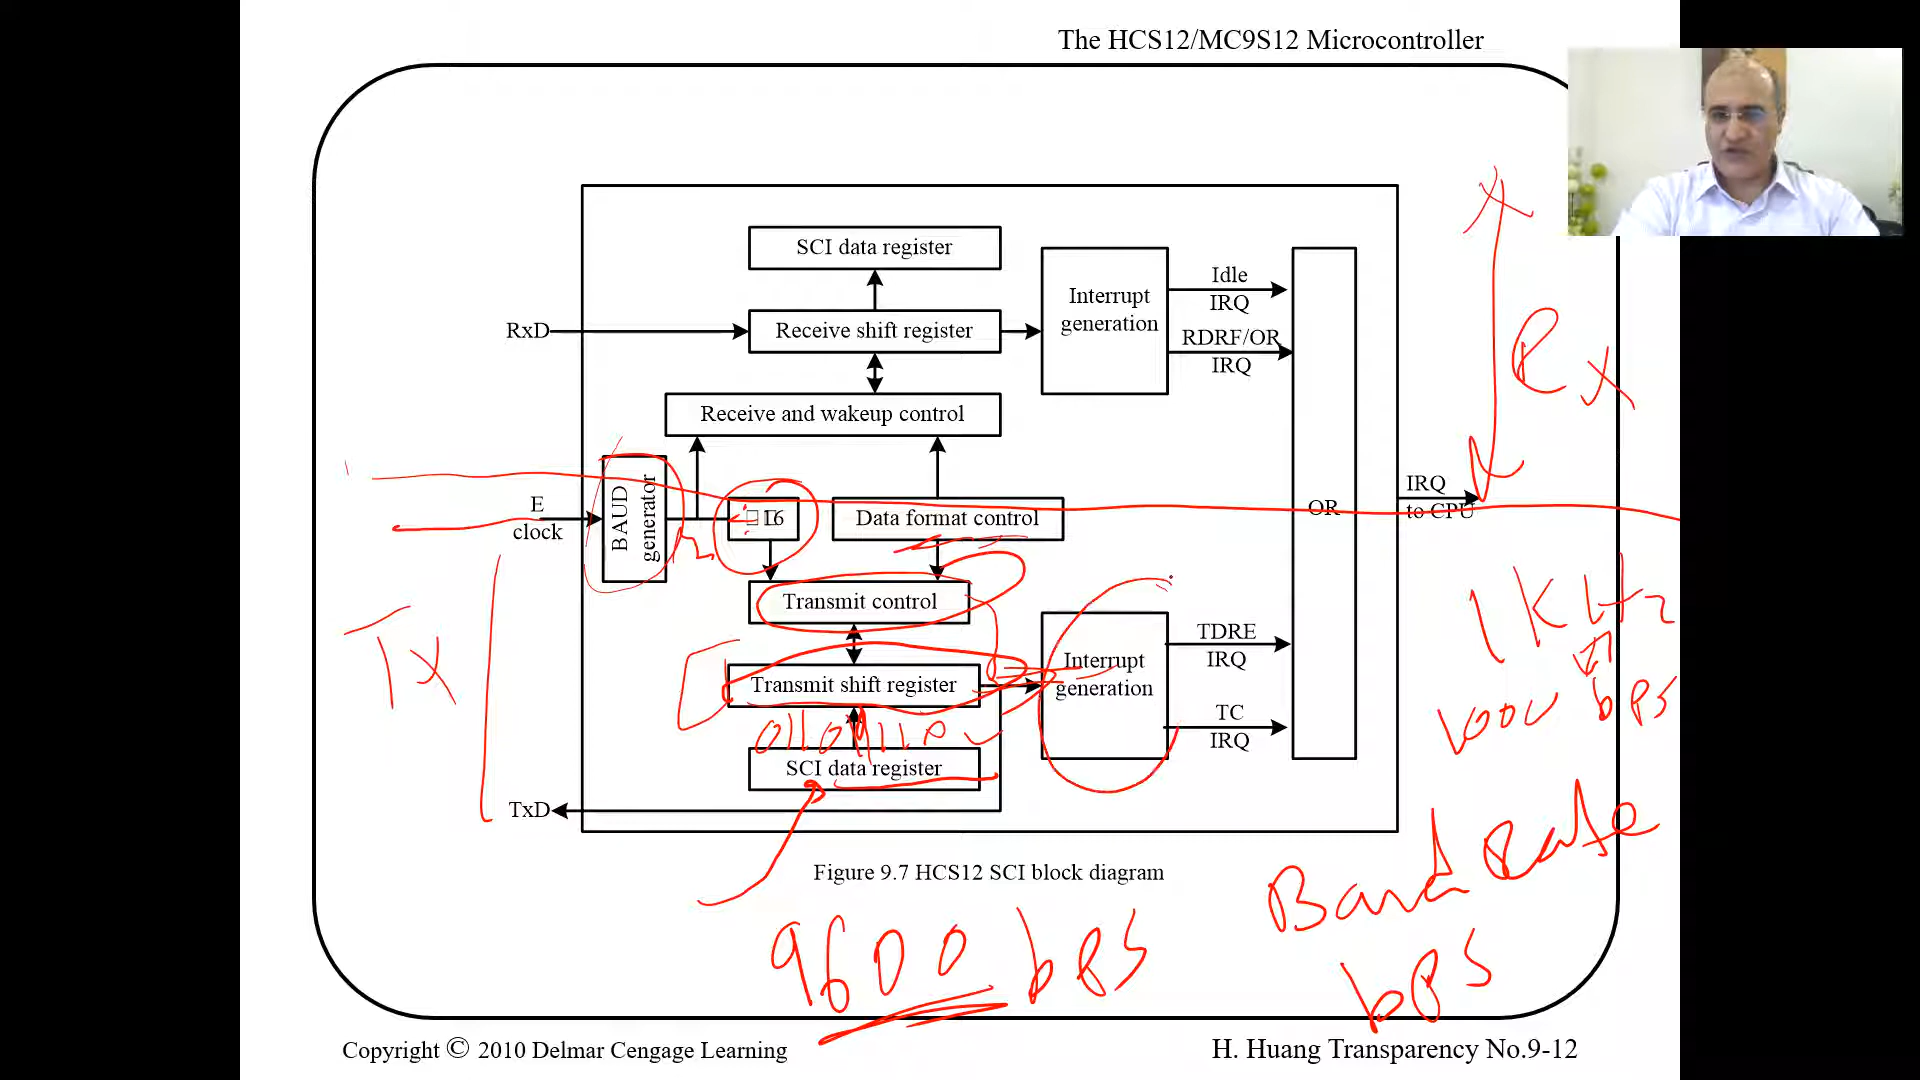 The HCS12/MC9S12 Microcontroller
SCI data register
RxD
Receive shift register
Interrupt
generation
Idle
IRQ
RDRF/OR
IRQ
Receive and wakeup control
Rx
E
clock
BAUD
generator
16
Data format control
OR
IRQ
to CPU
Transmit control
Tx
Transmit shift register
Interrupt
generation
TDRE
IRQ
TC
IRQ
1 KHz
bps
SCI data register
TxD
Figure 9.7 HCS12 SCI block diagram
Baud Rate
bps
9600 bps
Copyright © 2010 Delmar Cengage Learning
H. Huang Transparency No.9-12